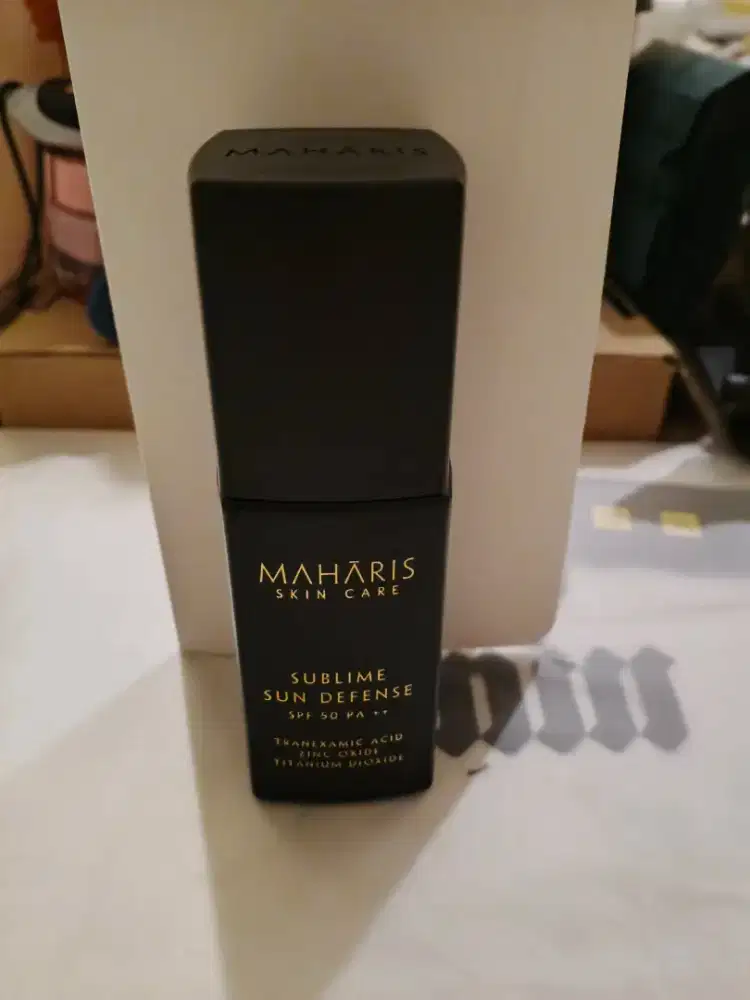 MAHĀRIS
MAHĀRIS
SKIN CARE
SUBLIME
SUN DEFENSE
SPF 50 PA ++
TRANEXAMIC ACID
ZINC OXIDE
TITANIUM DIOXIDE